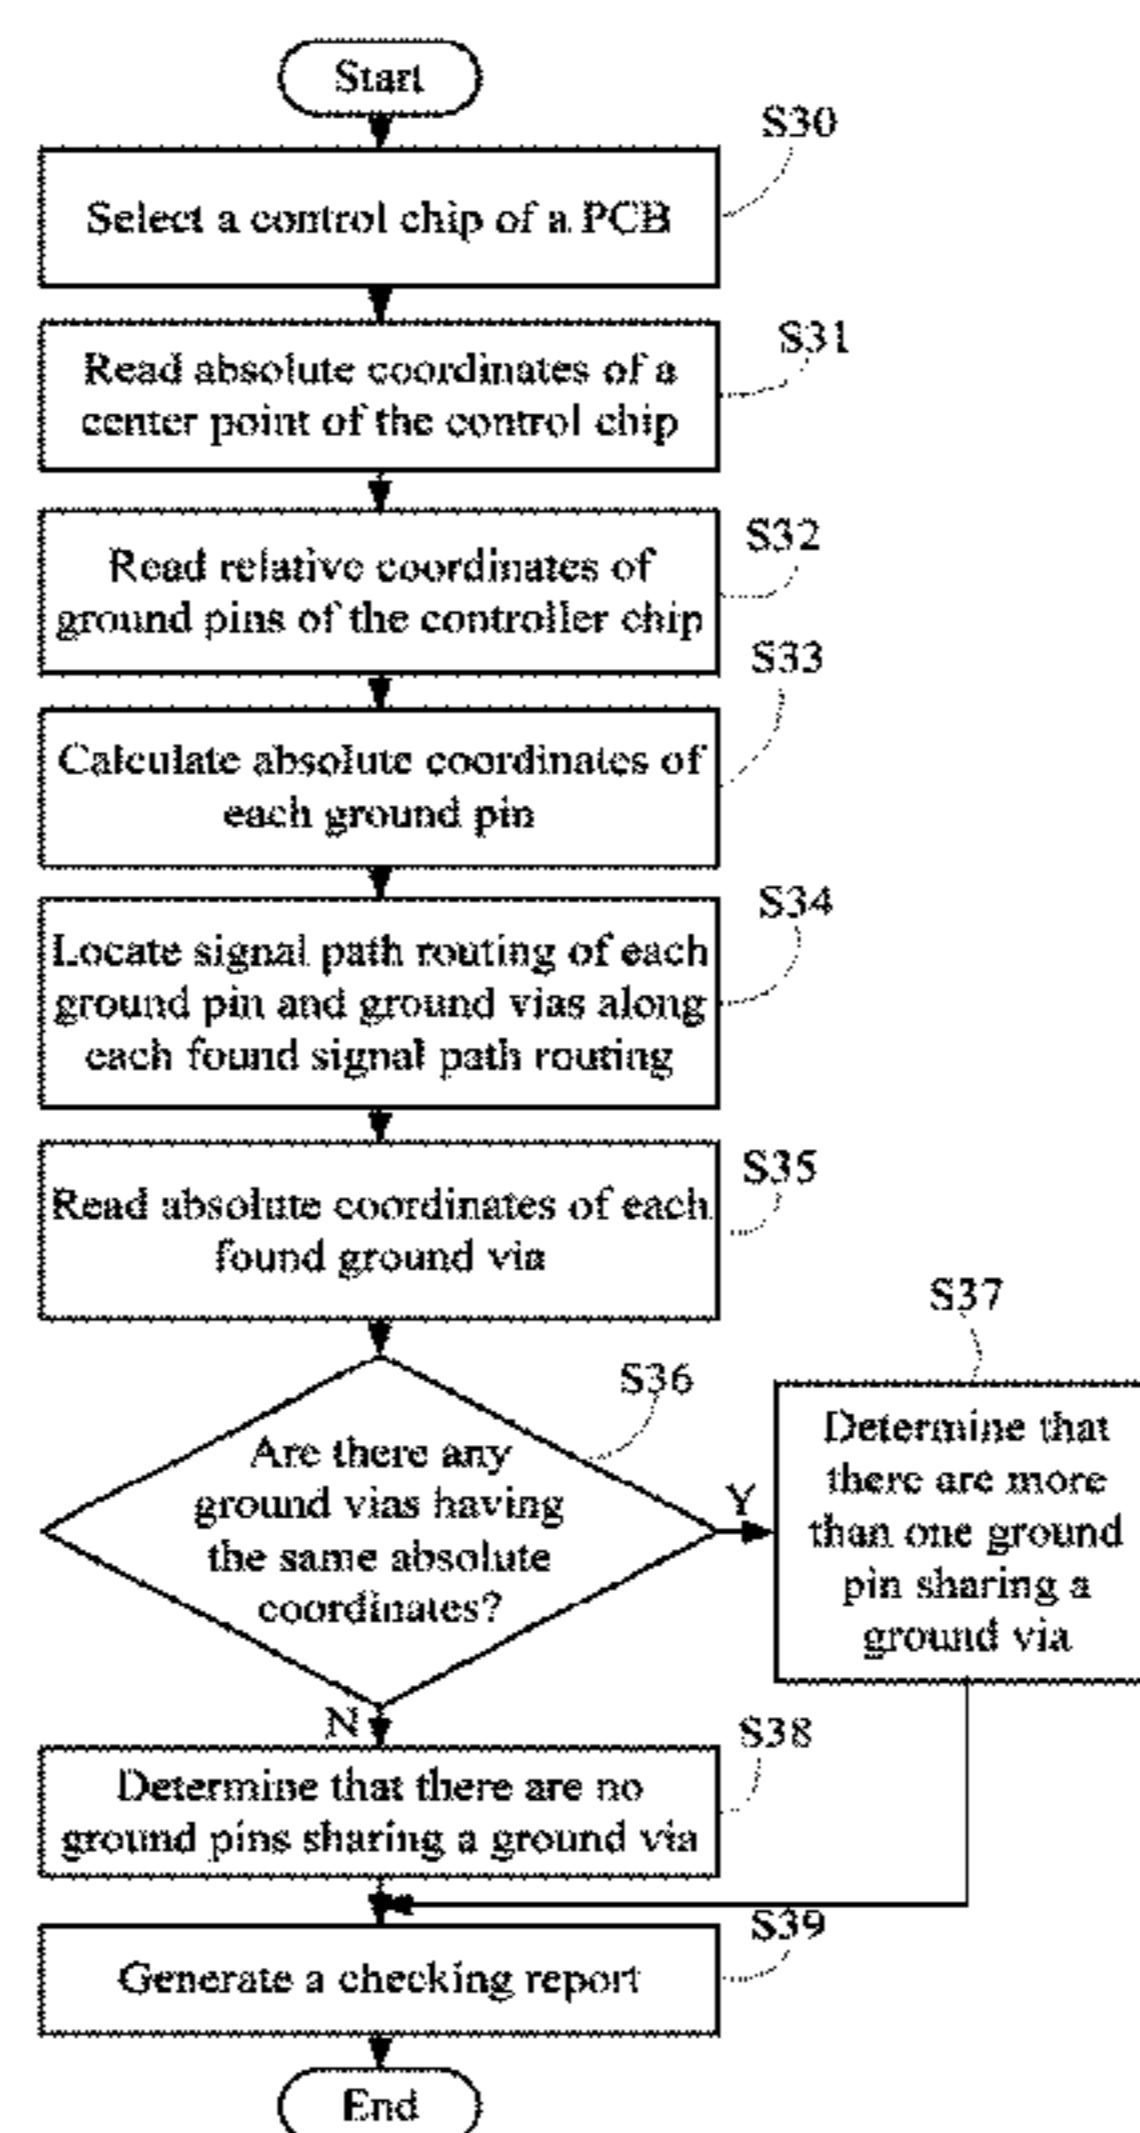 Start
S30
Select a control chip of a PCB
S31
Read absolute coordinates of a
center point of the control chip
S32
Read relative coordinates of
ground pins of the controller chip
S33
Calculate absolute coordinates of
each ground pin
S34
Locate signal path routing of each
ground pin and ground vias along
each found signal path routing
S35
Read absolute coordinates of each
found ground via
S36
Are there any
ground vias having
the same absolute
coordinates?
Y
S37
Determine that
there are more
than one ground
pin sharing a
ground via
N
S38
Determine that there are no
ground pins sharing a ground via
S39
Generate a checking report
End